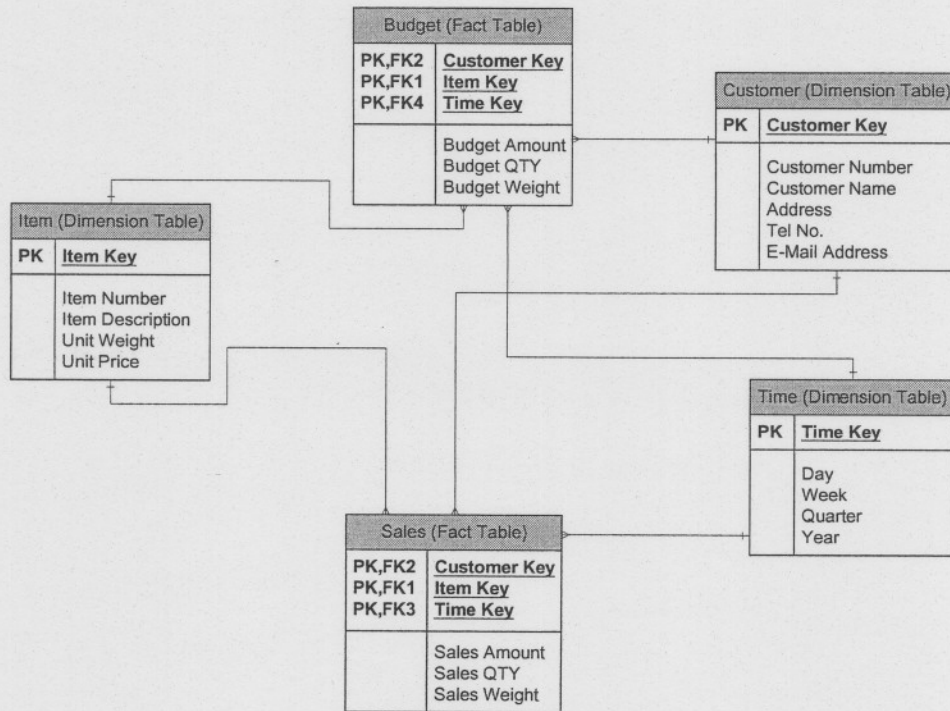 Budget (Fact Table)
PK,FK2 Customer Key
PK,FK1 Item Key
PK,FK4 Time Key
Budget Amount
Budget QTY
Budget Weight
Customer (Dimension Table)
PK Customer Key
Customer Number
Customer Name
Address
Tel No.
E-Mail Address
Item (Dimension Table)
PK Item Key
Item Number
Item Description
Unit Weight
Unit Price
Time (Dimension Table)
PK Time Key
Day
Week
Quarter
Year
Sales (Fact Table)
PK,FK2 Customer Key
PK,FK1 Item Key
PK,FK3 Time Key
Sales Amount
Sales QTY
Sales Weight